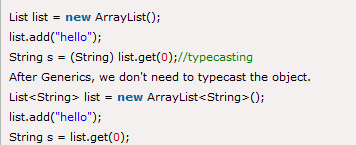 List list = new ArrayList();
list.add("hello");
String s = (String) list.get(0);//typecasting
After Generics, we don't need to typecast the object.
List<String> list = new ArrayList<String>();
list.add("hello");
String s = list.get(0);